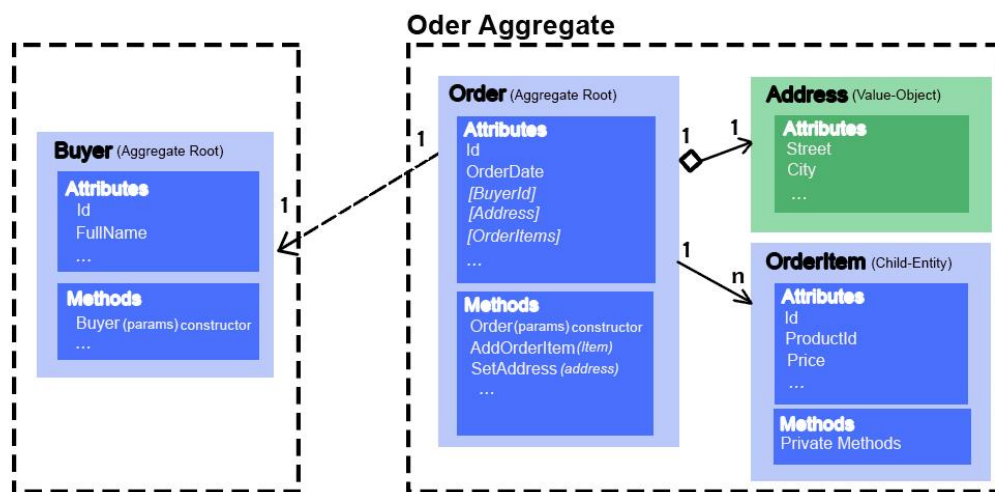 Oder Aggregate
Buyer (Aggregate Root)
Attributes
Id
FullName
...
Methods
Buyer (params) constructor
...
1
1
Order (Aggregate Root)
Attributes
Id
OrderDate
[BuyerId]
[Address]
[OrderItems]
...
Methods
Order(params) constructor
AddOrderItem(Item)
SetAddress (address)
...
1
1
Address (Value-Object)
Attributes
Street
City
...
1
n
OrderItem (Child-Entity)
Attributes
Id
ProductId
Price
...
Methods
Private Methods